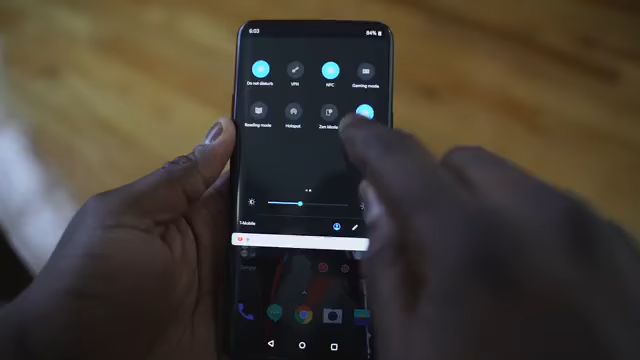 6:03 84%
Do not disturb VPN NFC Gaming mode
Reading mode Hotspot Zen Mode
T-Mobile